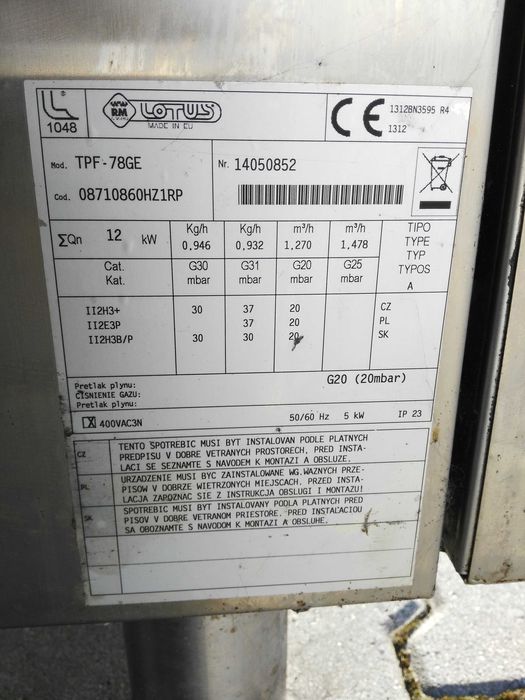 1048
RM
LOTUS
MADE IN EU
CE
1312BN3595 R4
1312
Mod. TPF-78GE
Nr. 14050852
Cod. 08710860HZ1RP
ΣQn 12 kW
Kg/h Kg/h m³/h m³/h
0,946 0,932 1,270 1,478
TIPO
TYPE
TYP
TYPOS
A
Cat. G30 G31 G20 G25
Kat. mbar mbar mbar mbar
II2H3+ 30 37 20 CZ
II2E3P 37 20 PL
II2H3B/P 30 30 20 SK
Pretlak plynu:
CISNIENIE GAZU:
Pretlak plynu:
G20 (20mbar)
X 400VAC3N 50/60 Hz 5 kW IP 23
CZ TENTO SPOTREBIC MUSI BYT INSTALOVAN PODLE PLATNYCH
PREDPISU V DOBRE VETRANYCH PROSTORECH, PRED INSTA-
LACI SE SEZNAMTE S NAVODEM K MONTAZI A OBSLUZE.
PL URZADZENIE MUSI BYC ZAINSTALOWANE WG.WAZNYCH PRZE-
PISOW V DOBRZE WIETRZONYCH MIEJSCACH. PRZED INSTA-
LACJA ZAROZNAC SIE Z INSTRUKCJA OBSLUGI I MONTAZU!
SK SPOTREBIC MUSI BYT INSTALOVANY PODLA PLATNYCH PRED
PISOV V DOBRE VETRANOM PRIESTORE. PRED INSTALACIOU
SA OBOZNAMTE S NAVODOM K MONTAZI A OBSLUHE.